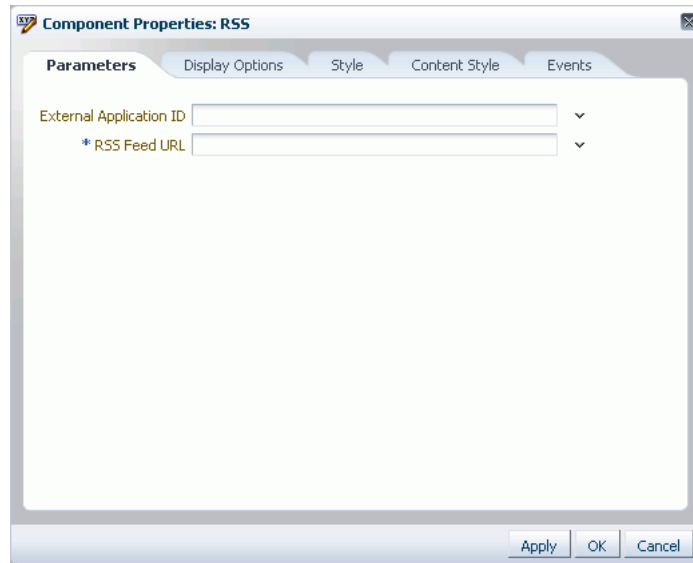 Component Properties: RSS
Parameters Display Options Style Content Style Events
External Application ID
* RSS Feed URL
Apply OK Cancel